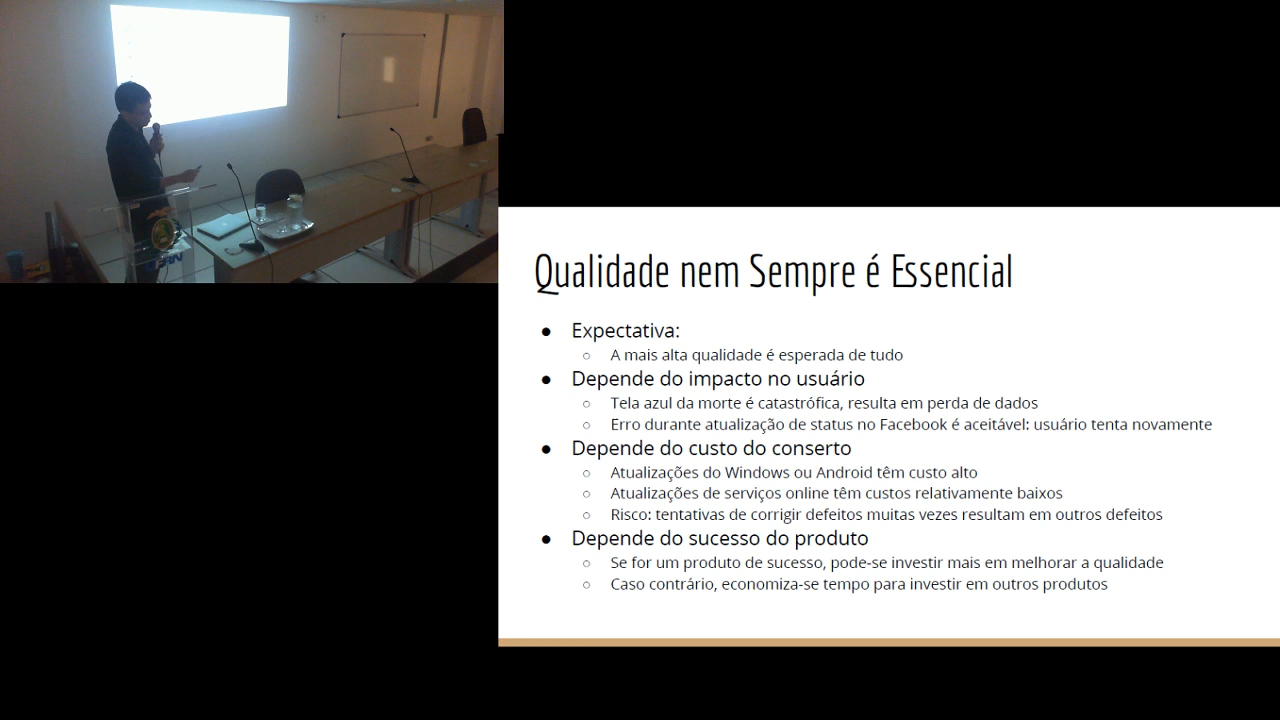 Qualidade nem Sempre é Essencial
● Expectativa:
○ A mais alta qualidade é esperada de tudo
● Depende do impacto no usuário
○ Tela azul da morte é catastrófica, resulta em perda de dados
○ Erro durante atualização de status no Facebook é aceitável: usuário tenta novamente
● Depende do custo do conserto
○ Atualizações do Windows ou Android têm custo alto
○ Atualizações de serviços online têm custos relativamente baixos
○ Risco: tentativas de corrigir defeitos muitas vezes resultam em outros defeitos
● Depende do sucesso do produto
○ Se for um produto de sucesso, pode-se investir mais em melhorar a qualidade
○ Caso contrário, economiza-se tempo para investir em outros produtos